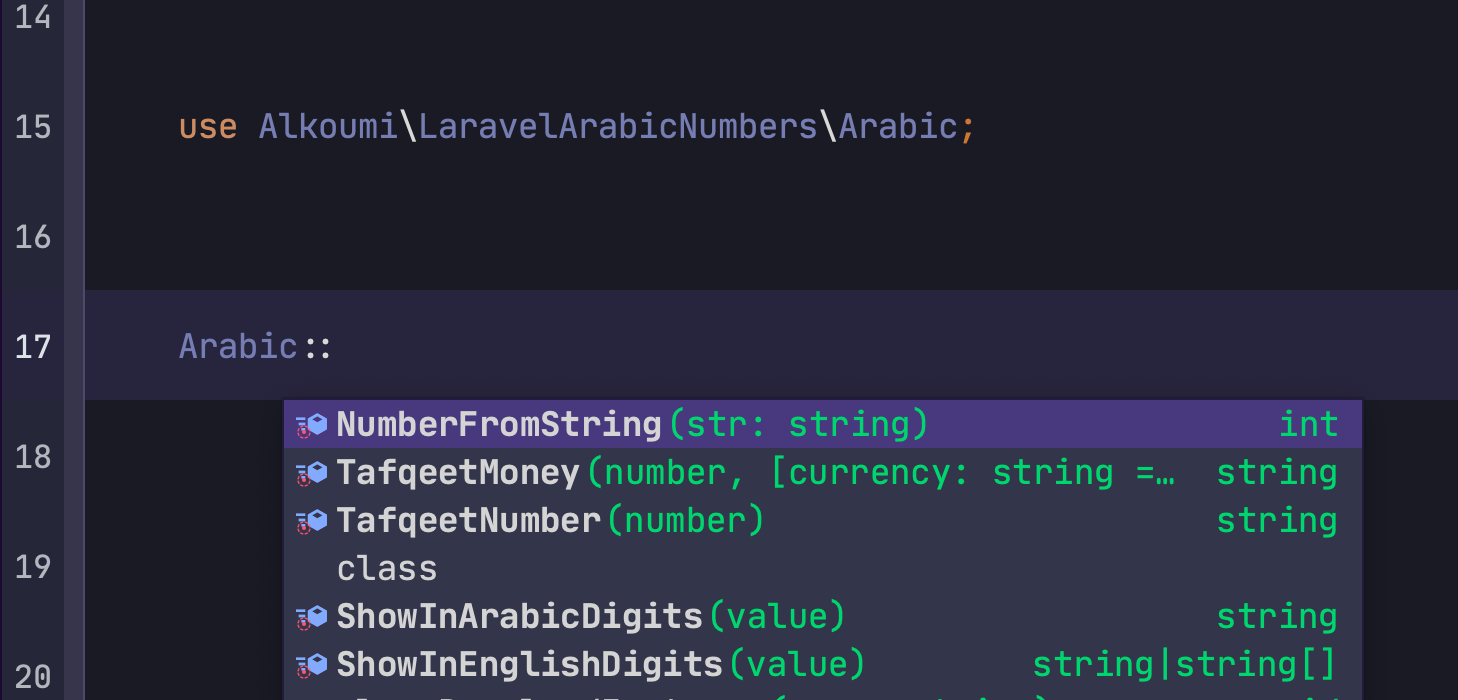 14
15 use Alkoumi\LaravelArabicNumbers\Arabic;
16
17 Arabic::
NumberFromString(str: string) int
18 TafqeetMoney(number, [currency: string =… string
TafqeetNumber(number) string
19 class
ShowInArabicDigits(value) string
20 ShowInEnglishDigits(value) string|string[]